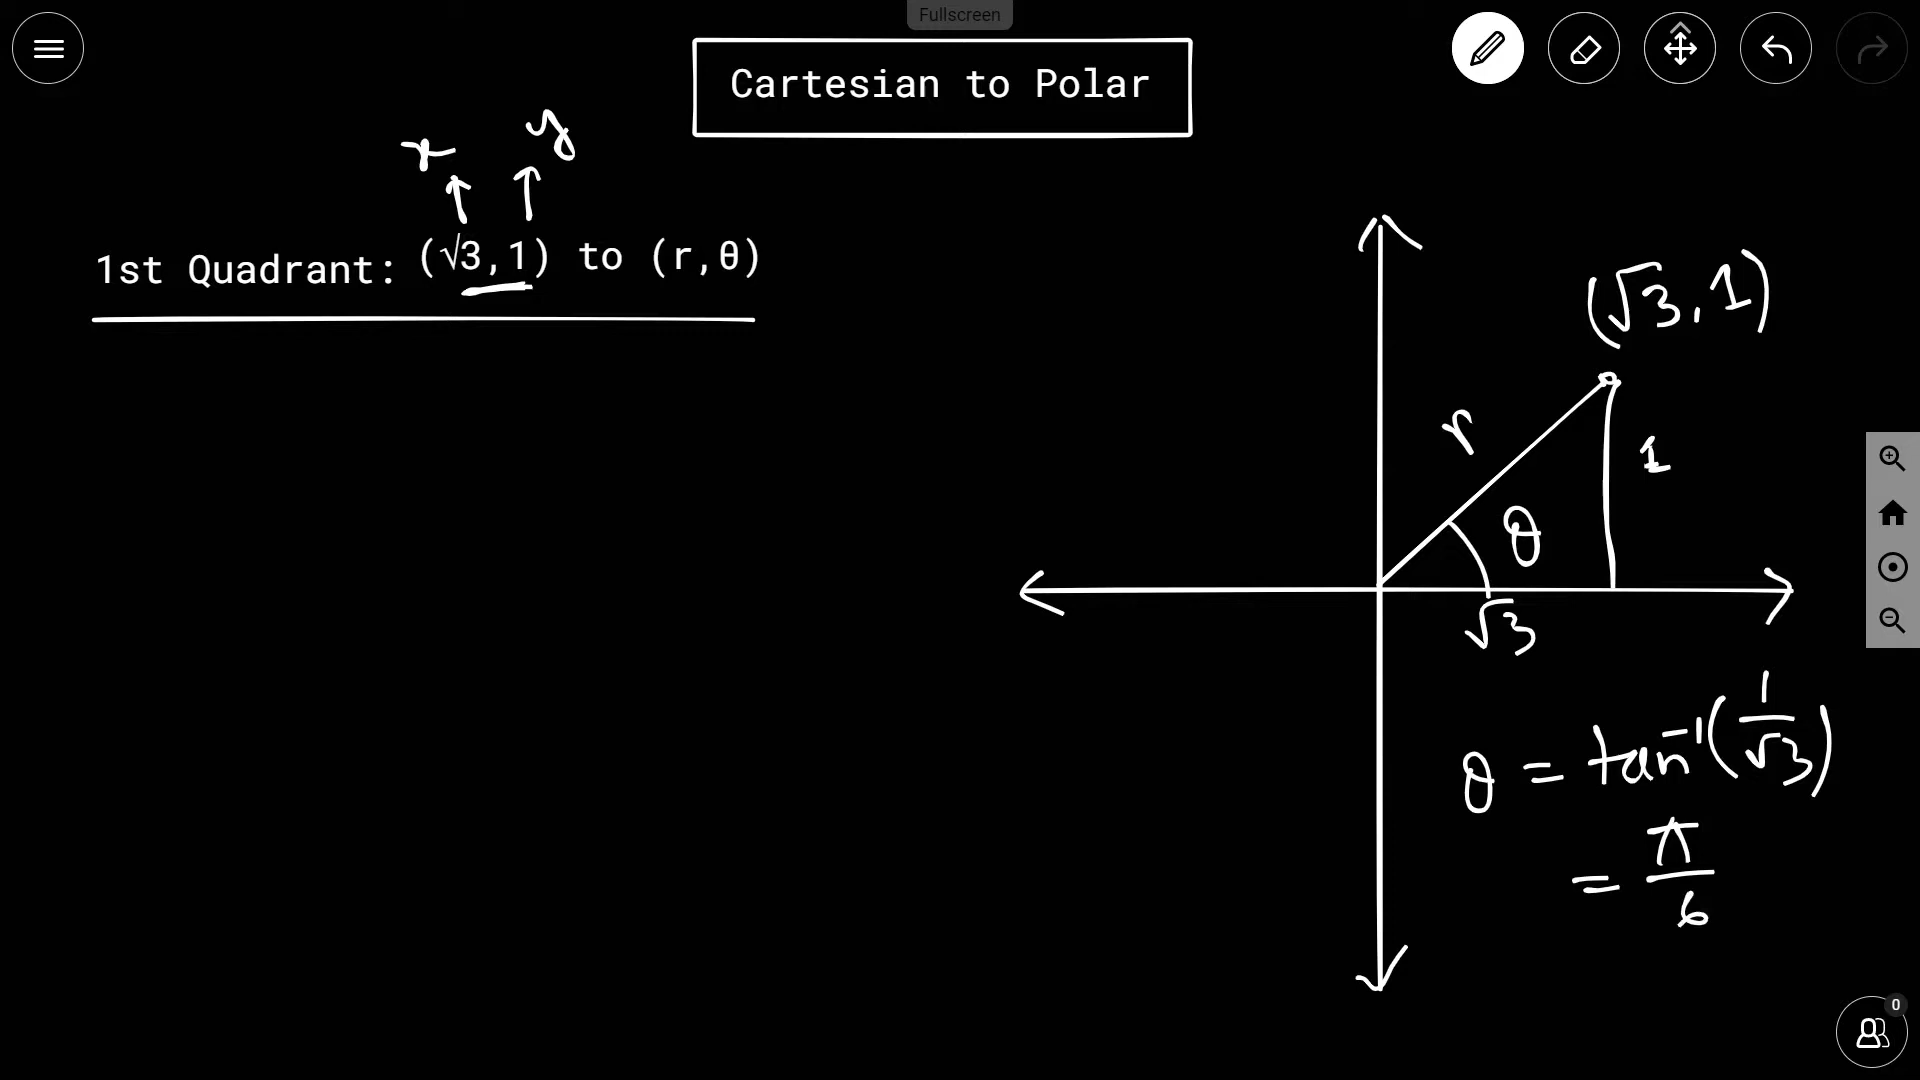 Fullscreen
Cartesian to Polar
x y
1st Quadrant: (√3,1) to (r,θ)
(√3,1)
r
1
θ
√3
θ = tan⁻¹(1/√3)
= π/6
0